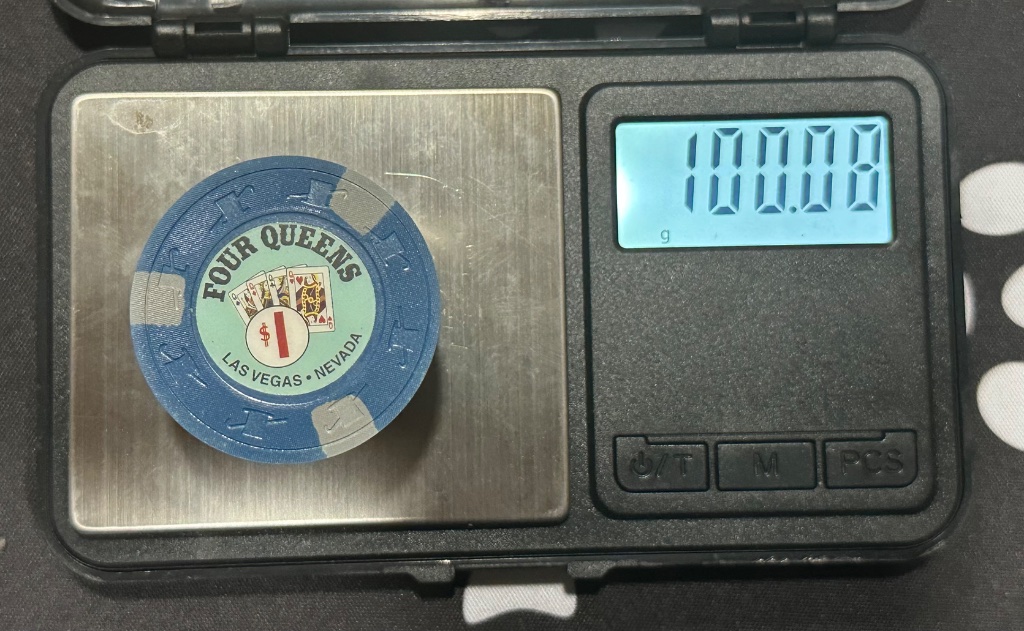 FOUR QUEENS
$1
LAS VEGAS • NEVADA
100.08
g
⏻/T
M
PCS